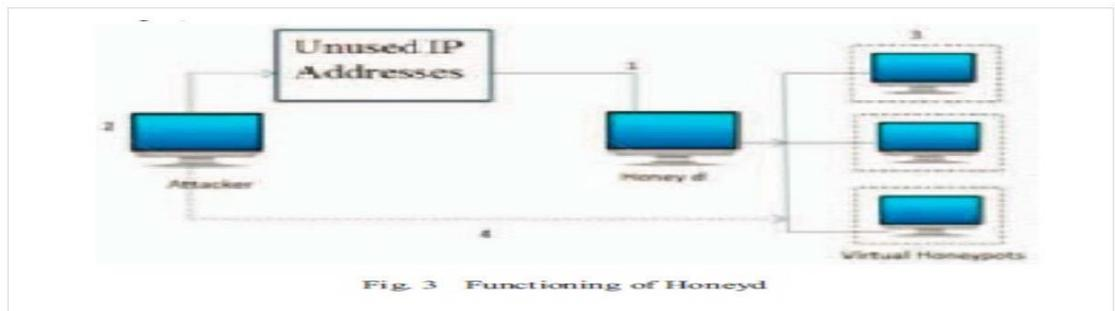 Unused IP
Addresses
1
3
2
Attacker
Honey d
4
Virtual Honeypots
Fig. 3 Functioning of Honeyd